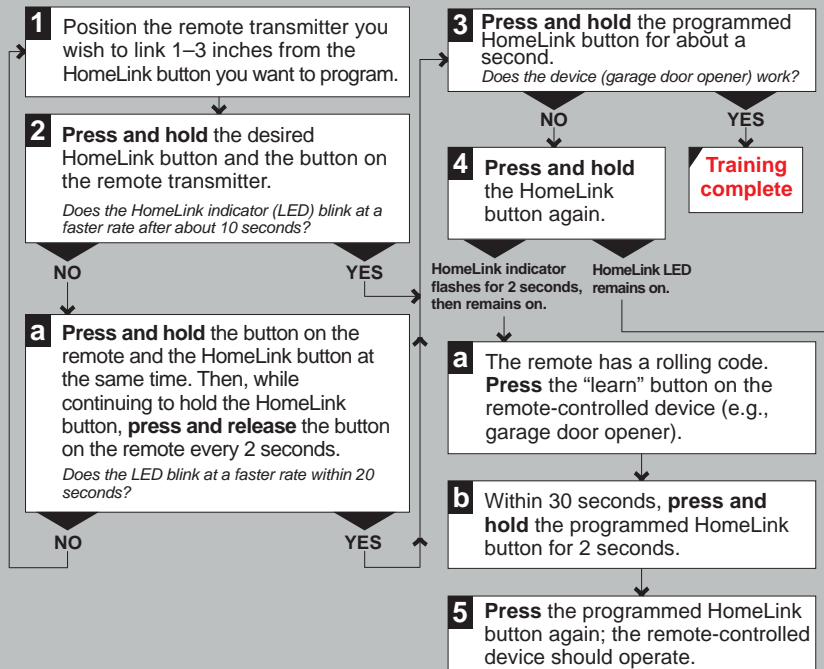 1
Position the remote transmitter you
wish to link 1–3 inches from the
HomeLink button you want to program.
2
Press and hold the desired
HomeLink button and the button on
the remote transmitter.
Does the HomeLink indicator (LED) blink at a
faster rate after about 10 seconds?
NO
YES
a
Press and hold the button on the
remote and the HomeLink button at
the same time. Then, while
continuing to hold the HomeLink
button, press and release the button
on the remote every 2 seconds.
Does the LED blink at a faster rate within 20
seconds?
NO
YES
3
Press and hold the programmed
HomeLink button for about a
second.
Does the device (garage door opener) work?
NO
YES
4
Press and hold
the HomeLink
button again.
Training
complete
HomeLink indicator
flashes for 2 seconds,
then remains on.
HomeLink LED
remains on.
a
The remote has a rolling code.
Press the “learn” button on the
remote-controlled device (e.g.,
garage door opener).
b
Within 30 seconds, press and
hold the programmed HomeLink
button for 2 seconds.
5
Press the programmed HomeLink
button again; the remote-controlled
device should operate.